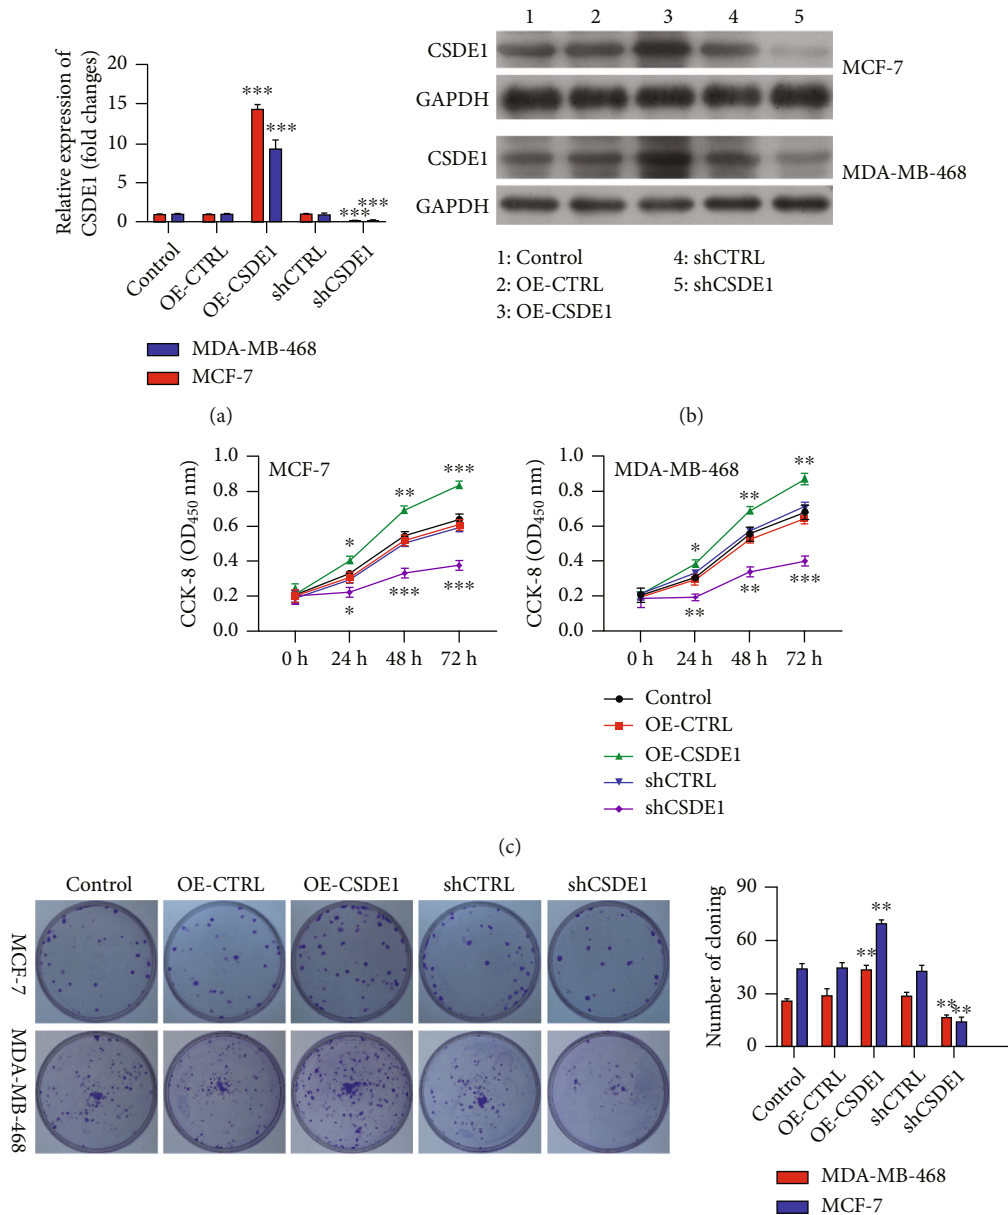 Relative expression of
CSDE1 (fold changes)
20
15
10
5
0
***
***
***
***
Control
OE-CTRL
OE-CSDE1
shCTRL
shCSDE1
MDA-MB-468
MCF-7
(a)
1 2 3 4 5
CSDE1
GAPDH
MCF-7
CSDE1
GAPDH
MDA-MB-468
1: Control
2: OE-CTRL
3: OE-CSDE1
4: shCTRL
5: shCSDE1
(b)
CCK-8 (OD450 nm)
1.0
0.8
0.6
0.4
0.2
0.0
MCF-7
*
**
***
*
***
***
0 h 24 h 48 h 72 h
CCK-8 (OD450 nm)
1.0
0.8
0.6
0.4
0.2
0.0
MDA-MB-468
*
**
**
**
**
***
0 h 24 h 48 h 72 h
Control
OE-CTRL
OE-CSDE1
shCTRL
shCSDE1
(c)
Control OE-CTRL OE-CSDE1 shCTRL shCSDE1
MCF-7
MDA-MB-468
Number of cloning
90
60
30
0
**
**
**
**
Control
OE-CTRL
OE-CSDE1
shCTRL
shCSDE1
MDA-MB-468
MCF-7